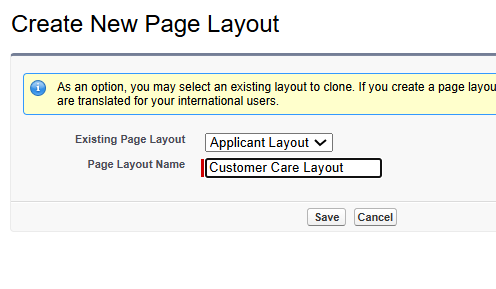 Create New Page Layout
As an option, you may select an existing layout to clone. If you create a page
are translated for your international users.
Existing Page Layout Applicant Layout
Page Layout Name Customer Care Layout
Save Cancel